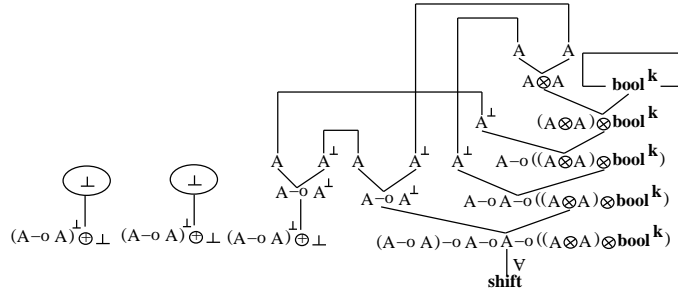 A A
A⊗A bool^k
A^⊥ (A⊗A)⊗bool^k
A A^⊥ A A^⊥ A^⊥ A−o((A⊗A)⊗bool^k)
⊥ ⊥ A−o A^⊥ A−o A^⊥ A−o A−o((A⊗A)⊗bool^k)
(A−o A)^⊥⊕⊥ (A−o A)^⊥⊕⊥ (A−o A)^⊥⊕⊥ (A−o A)−o A−o A−o((A⊗A)⊗bool^k)
∀
shift